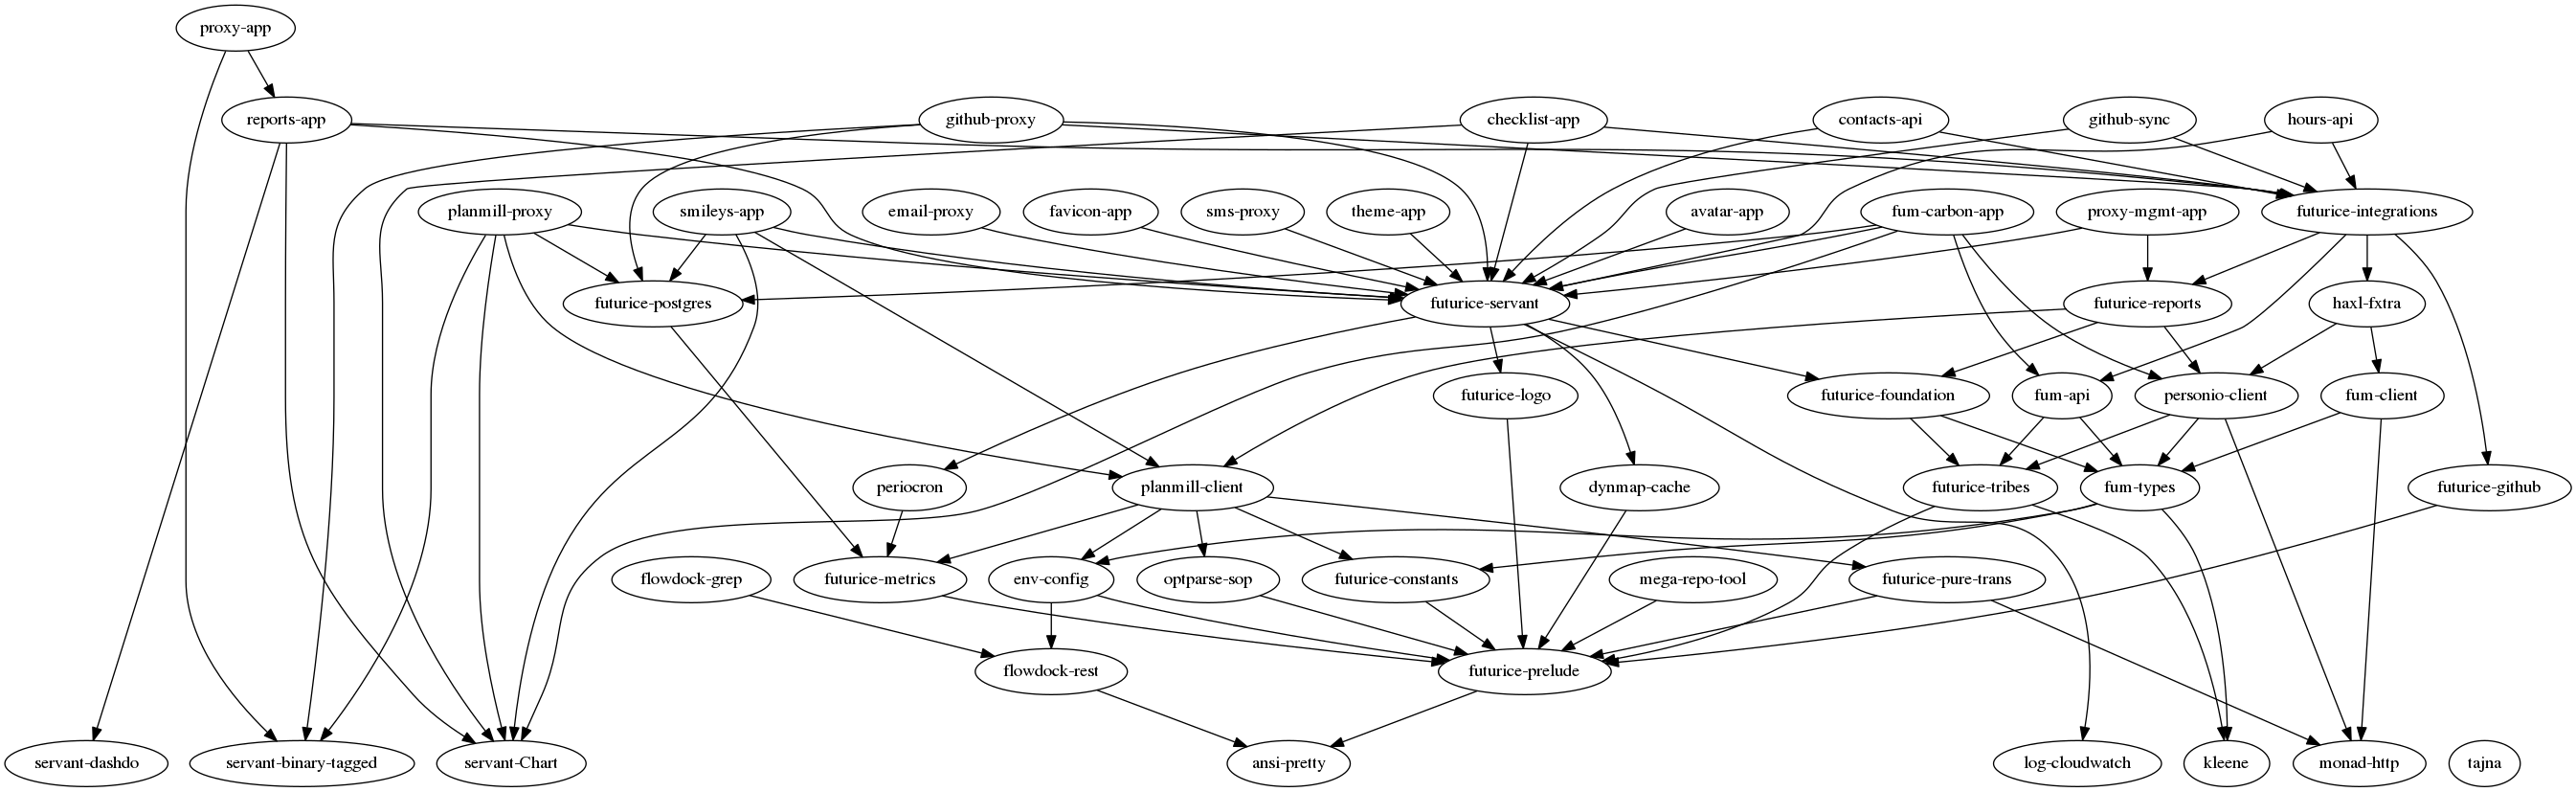 proxy-app
reports-app
github-proxy
checklist-app
contacts-api
github-sync
hours-api
planmill-proxy
smileys-app
email-proxy
favicon-app
sms-proxy
theme-app
avatar-app
fum-carbon-app
proxy-mgmt-app
futurice-integrations
futurice-postgres
futurice-servant
futurice-reports
haxl-fxtra
futurice-logo
futurice-foundation
fum-api
personio-client
fum-client
periocron
planmill-client
dynmap-cache
futurice-tribes
fum-types
futurice-github
flowdock-grep
futurice-metrics
env-config
optparse-sop
futurice-constants
mega-repo-tool
futurice-pure-trans
flowdock-rest
futurice-prelude
servant-dashdo
servant-binary-tagged
servant-Chart
ansi-pretty
log-cloudwatch
kleene
monad-http
tajna